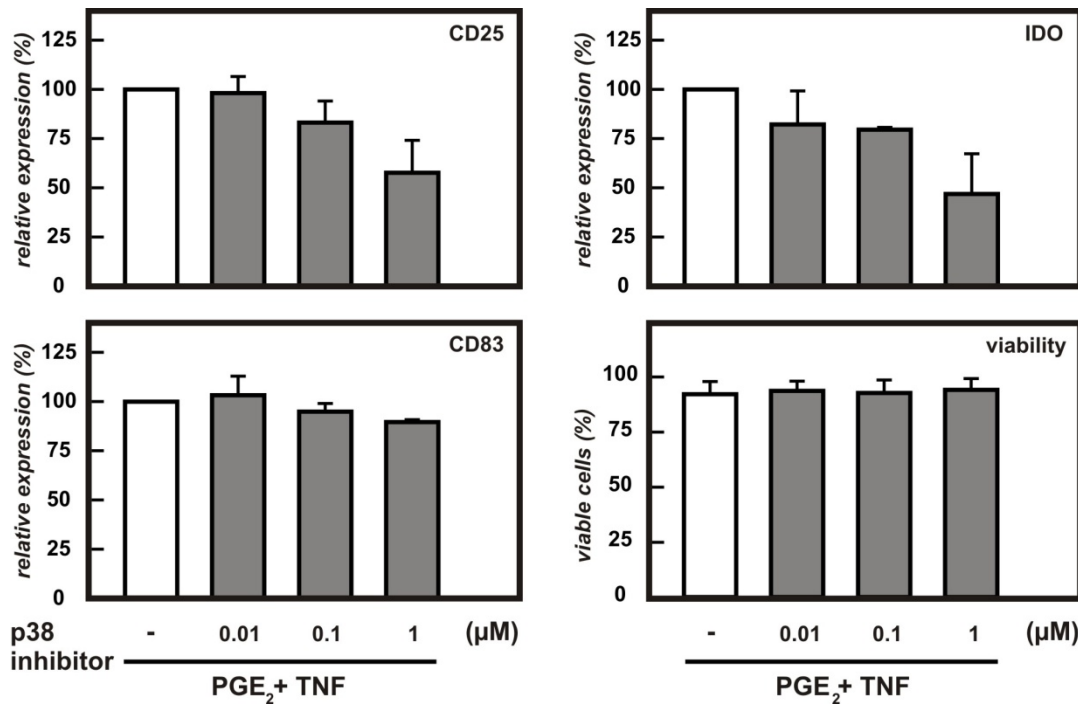 CD25
relative expression (%)
125
100
75
50
25
0
IDO
relative expression (%)
125
100
75
50
25
0
CD83
relative expression (%)
125
100
75
50
25
0
viability
viable cells (%)
100
75
50
25
0
p38 inhibitor
- 0.01 0.1 1 (µM)
PGE₂+ TNF
- 0.01 0.1 1 (µM)
PGE₂+ TNF